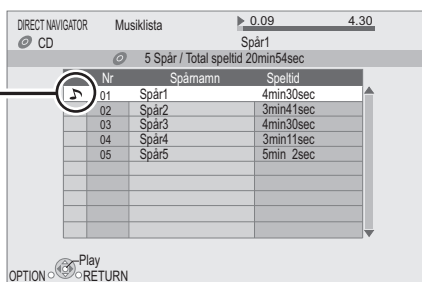 DIRECT NAVIGATOR Musiklista 0.09 4.30
CD Spår1
5 Spår / Total speltid 20min54sec
Nr Spårnamn Speltid
01 Spår1 4min30sec
02 Spår2 3min41sec
03 Spår3 4min30sec
04 Spår4 3min11sec
05 Spår5 5min 2sec
Play
OPTION RETURN